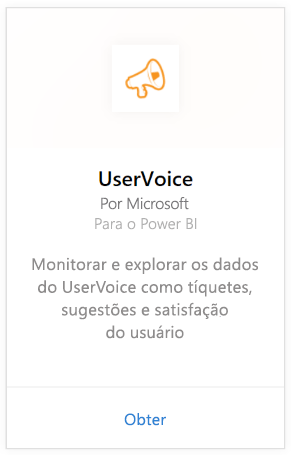 UserVoice
Por Microsoft
Para o Power BI
Monitorar e explorar os dados
do UserVoice como tíquetes,
sugestões e satisfação
do usuário
Obter